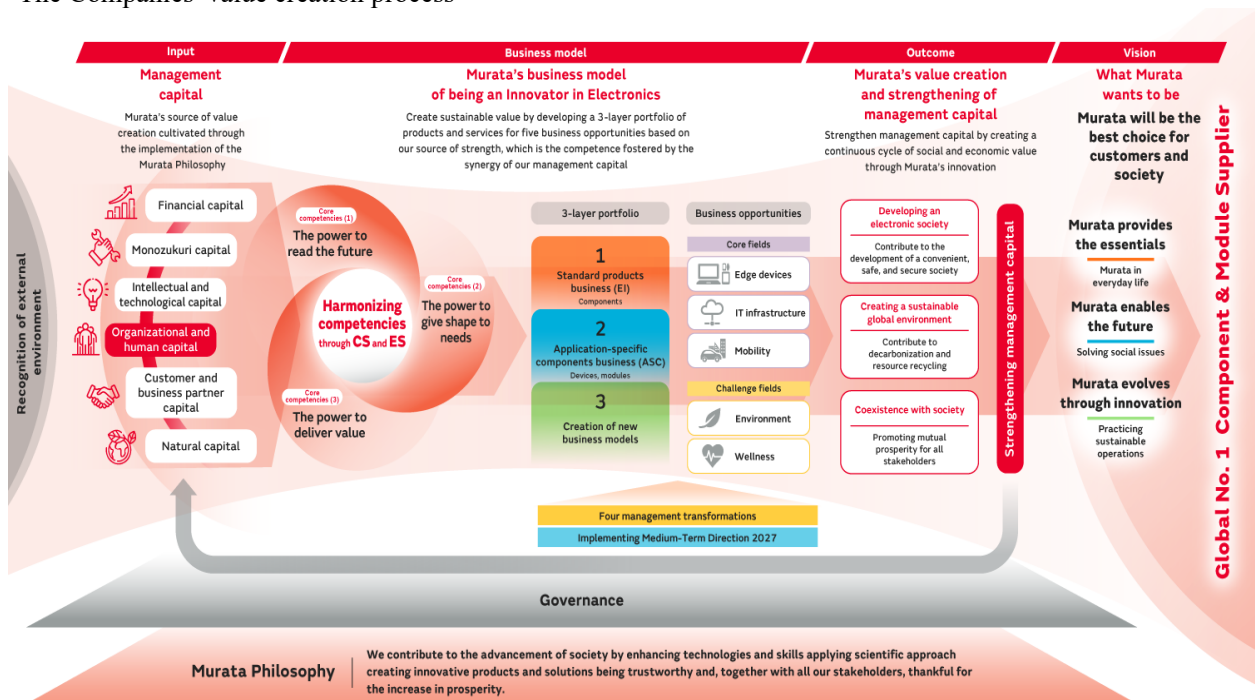 The Companies' value creation process
Input
Business model
Outcome
Vision
Management
capital
Murata's source of value
creation cultivated through
the implementation of the
Murata Philosophy
Murata's business model
of being an Innovator in Electronics
Create sustainable value by developing a 3-layer portfolio of
products and services for five business opportunities based on
our source of strength, which is the competence fostered by the
synergy of our management capital
Murata's value creation
and strengthening of
management capital
Strengthen management capital by creating a
continuous cycle of social and economic value
through Murata's innovation
What Murata
wants to be
Murata will be the
best choice for
customers and
society
Recognition of external
environment
Financial capital
Monozukuri capital
Intellectual and
technological capital
Organizational and
human capital
Customer and
business partner
capital
Natural capital
Core
competencies (1)
The power to
read the future
Harmonizing
competencies
through CS and ES
Core
competencies (2)
The power to
give shape to
needs
Core
competencies (3)
The power to
deliver value
3-layer portfolio
1
Standard products
business (EI)
Components
2
Application-specific
components business (ASC)
Devices, modules
3
Creation of new
business models
Business opportunities
Core fields
Edge devices
IT infrastructure
Mobility
Challenge fields
Environment
Wellness
Developing an
electronic society
Contribute to the
development of a convenient,
safe, and secure society
Creating a sustainable
global environment
Contribute to
decarbonization and
resource recycling
Coexistence with society
Promoting mutual
prosperity for all
stakeholders
Strengthening management capital
Murata provides
the essentials
Murata in
everyday life
Murata enables
the future
Solving social issues
Murata evolves
through innovation
Practicing
sustainable
operations
Global No. 1 Component & Module Supplier
Four management transformations
Implementing Medium-Term Direction 2027
Governance
Murata Philosophy
We contribute to the advancement of society by enhancing technologies and skills applying scientific approach
creating innovative products and solutions being trustworthy and, together with all our stakeholders, thankful for
the increase in prosperity.